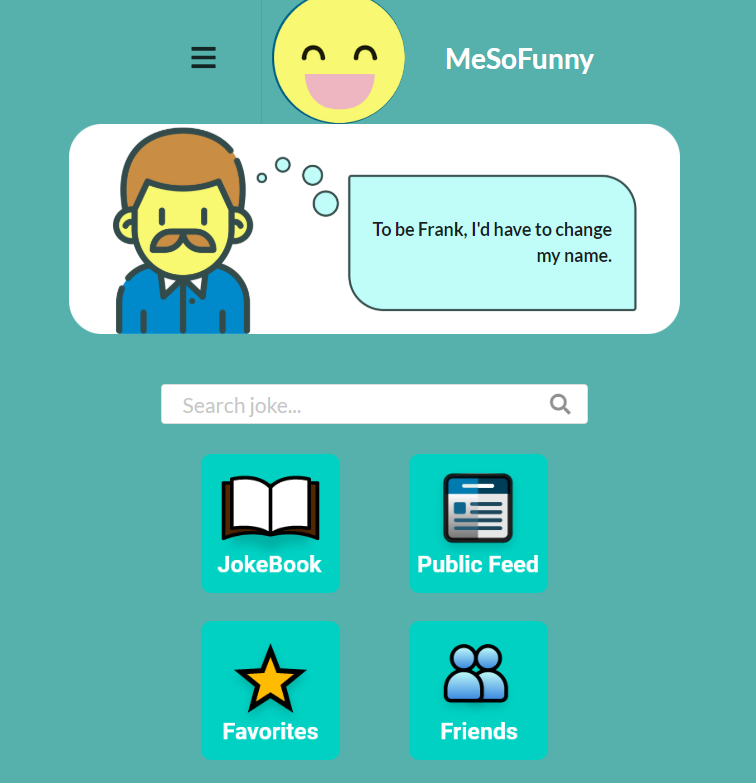 MeSoFunny
To be Frank, I'd have to change
my name.
Search joke...
JokeBook
Public Feed
Favorites
Friends